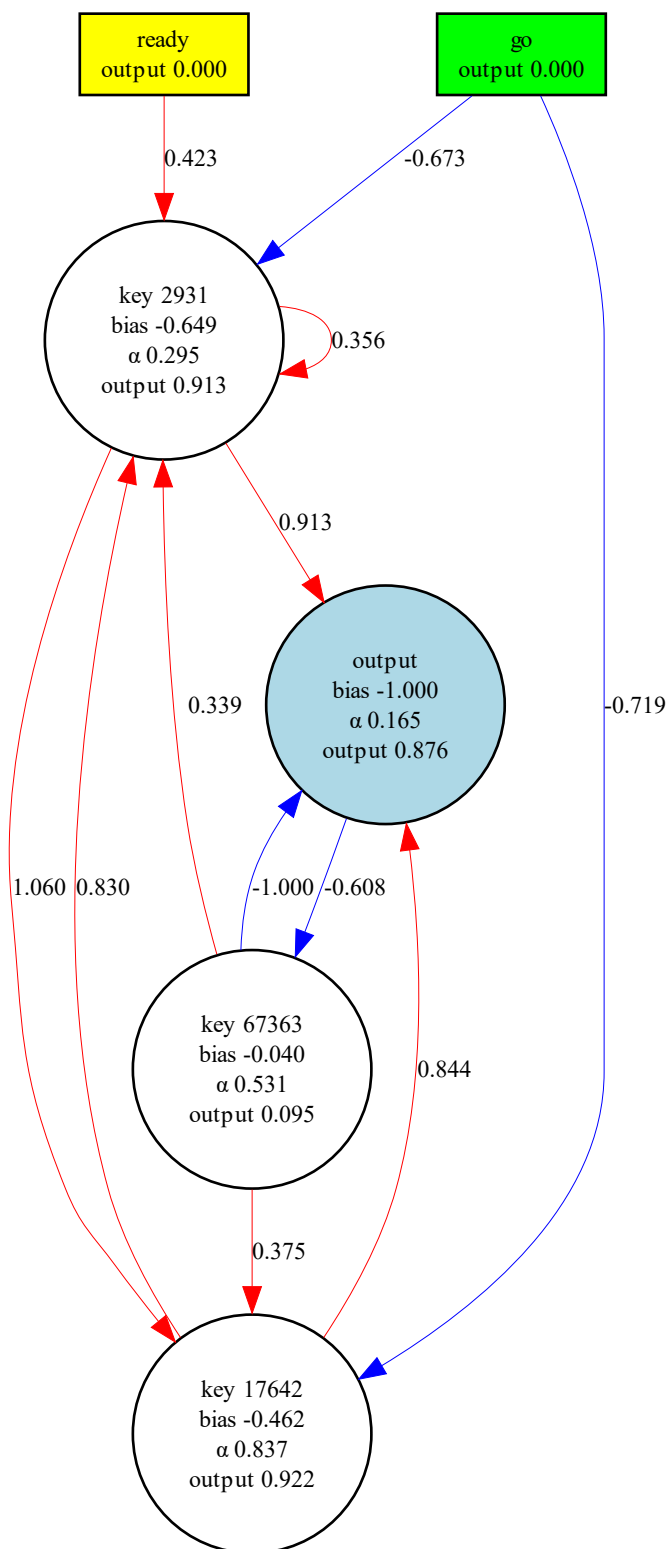 ready
output 0.000
go
output 0.000
0.423
-0.673
key 2931
bias -0.649
α 0.295
output 0.913
0.356
0.913
output
bias -1.000
α 0.165
output 0.876
0.339
-0.719
1.060
0.830
-1.000
-0.608
key 67363
bias -0.040
α 0.531
output 0.095
0.844
0.375
key 17642
bias -0.462
α 0.837
output 0.922